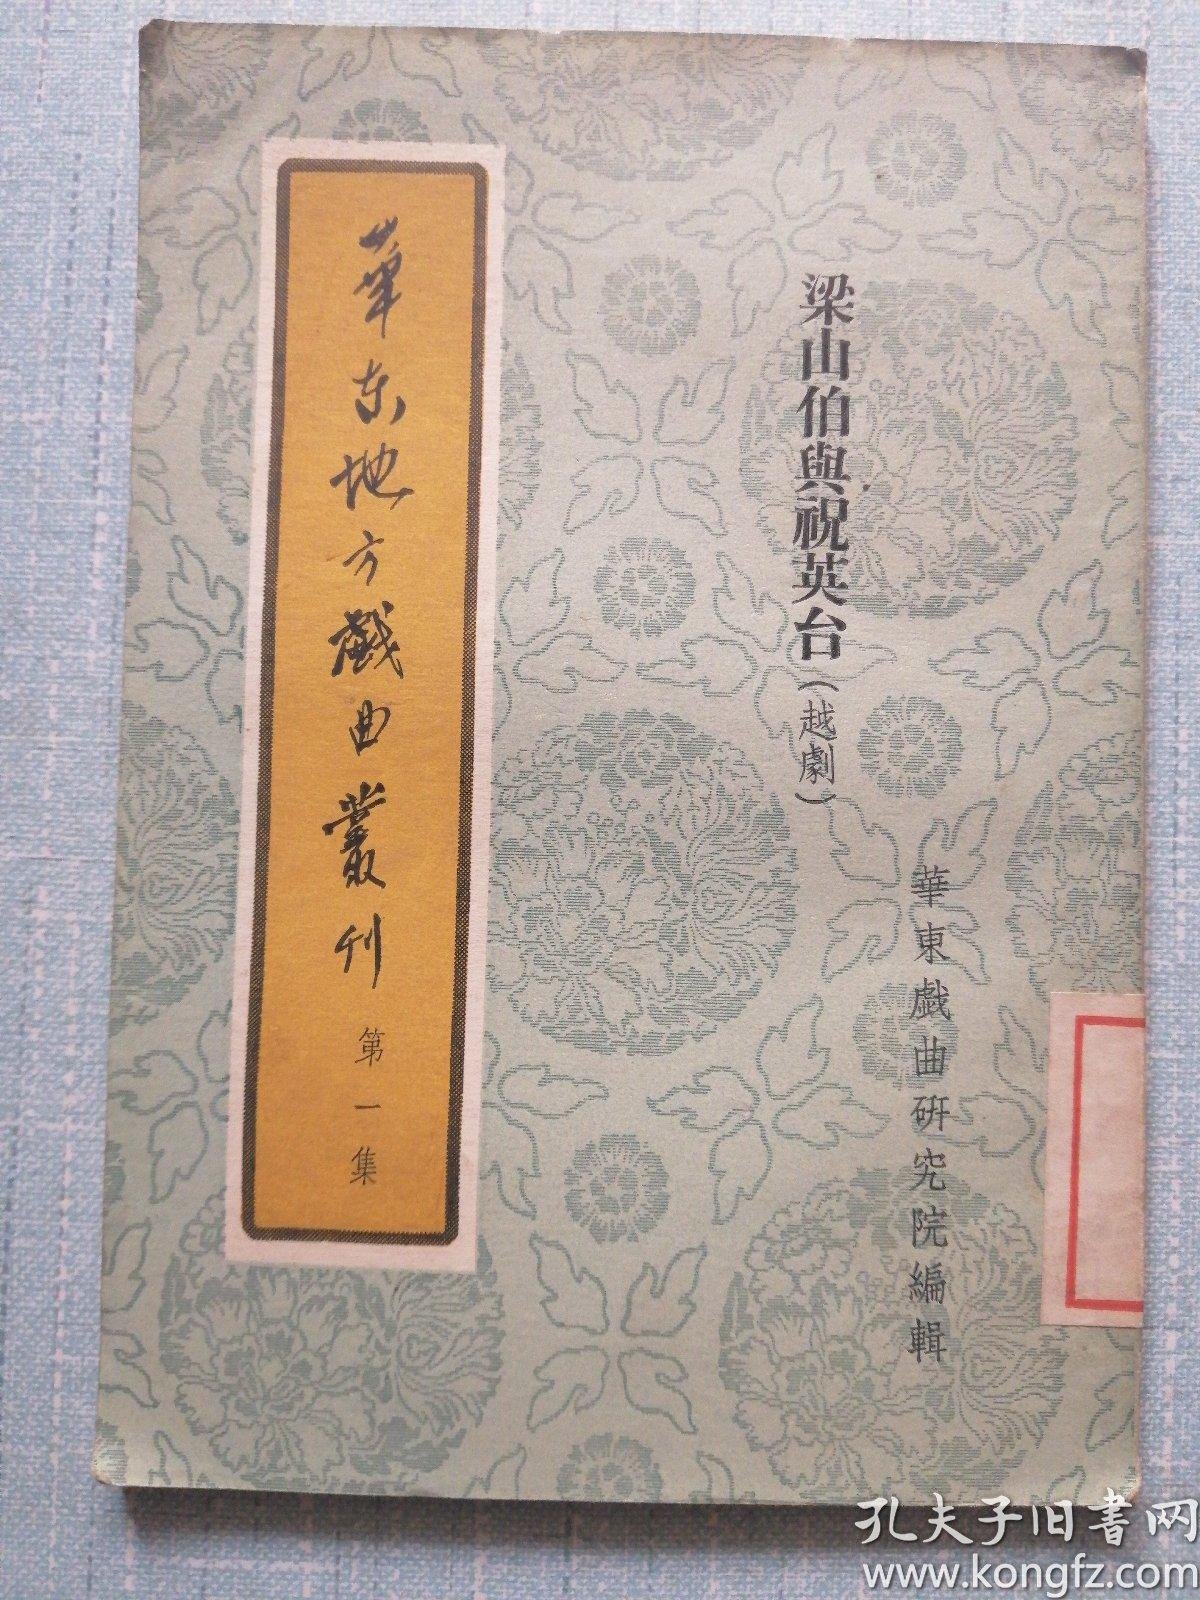 梁山伯與祝英台（越劇）
華東戲曲研究院編輯
華东地方戲曲叢刊 第一集
孔夫子旧書网
www.kongfz.com